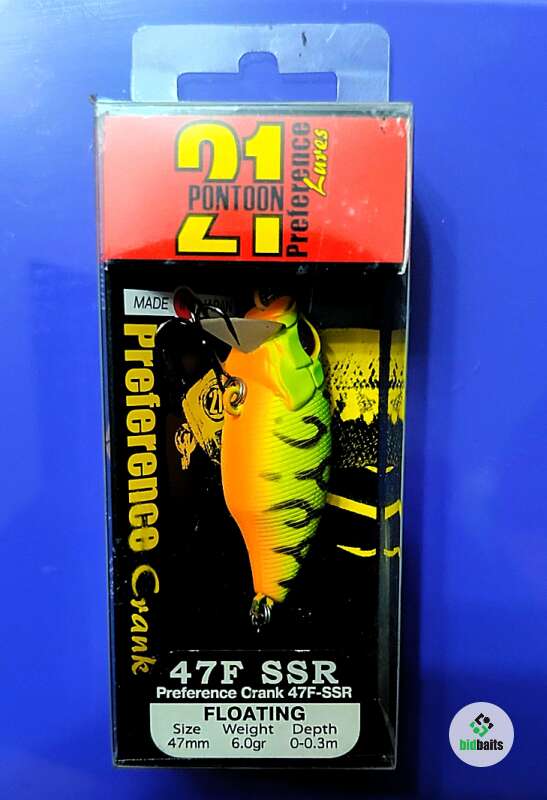 21
PONTOON
Preference
Lures
MADE
Preference
Crank
47F SSR
Preference Crank 47F-SSR
FLOATING
Size Weight Depth
47mm 6.0gr 0-0.3m
bidbaits